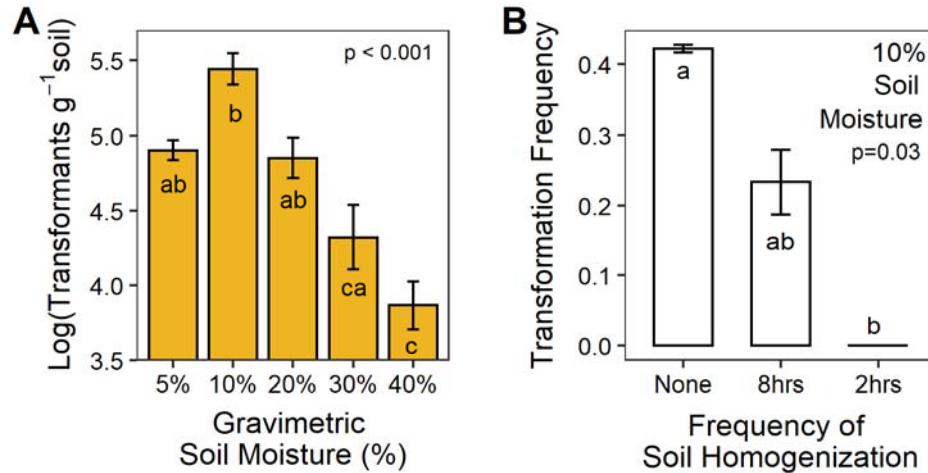 A
Log(Transformants g⁻¹ soil)
5.5
5.0
4.5
4.0
3.5
p < 0.001
ab
b
ab
ca
c
5% 10% 20% 30% 40%
Gravimetric
Soil Moisture (%)
B
Transformation Frequency
0.4
0.3
0.2
0.1
0.0
10%
Soil
Moisture
p=0.03
a
ab
b
None 8hrs 2hrs
Frequency of
Soil Homogenization